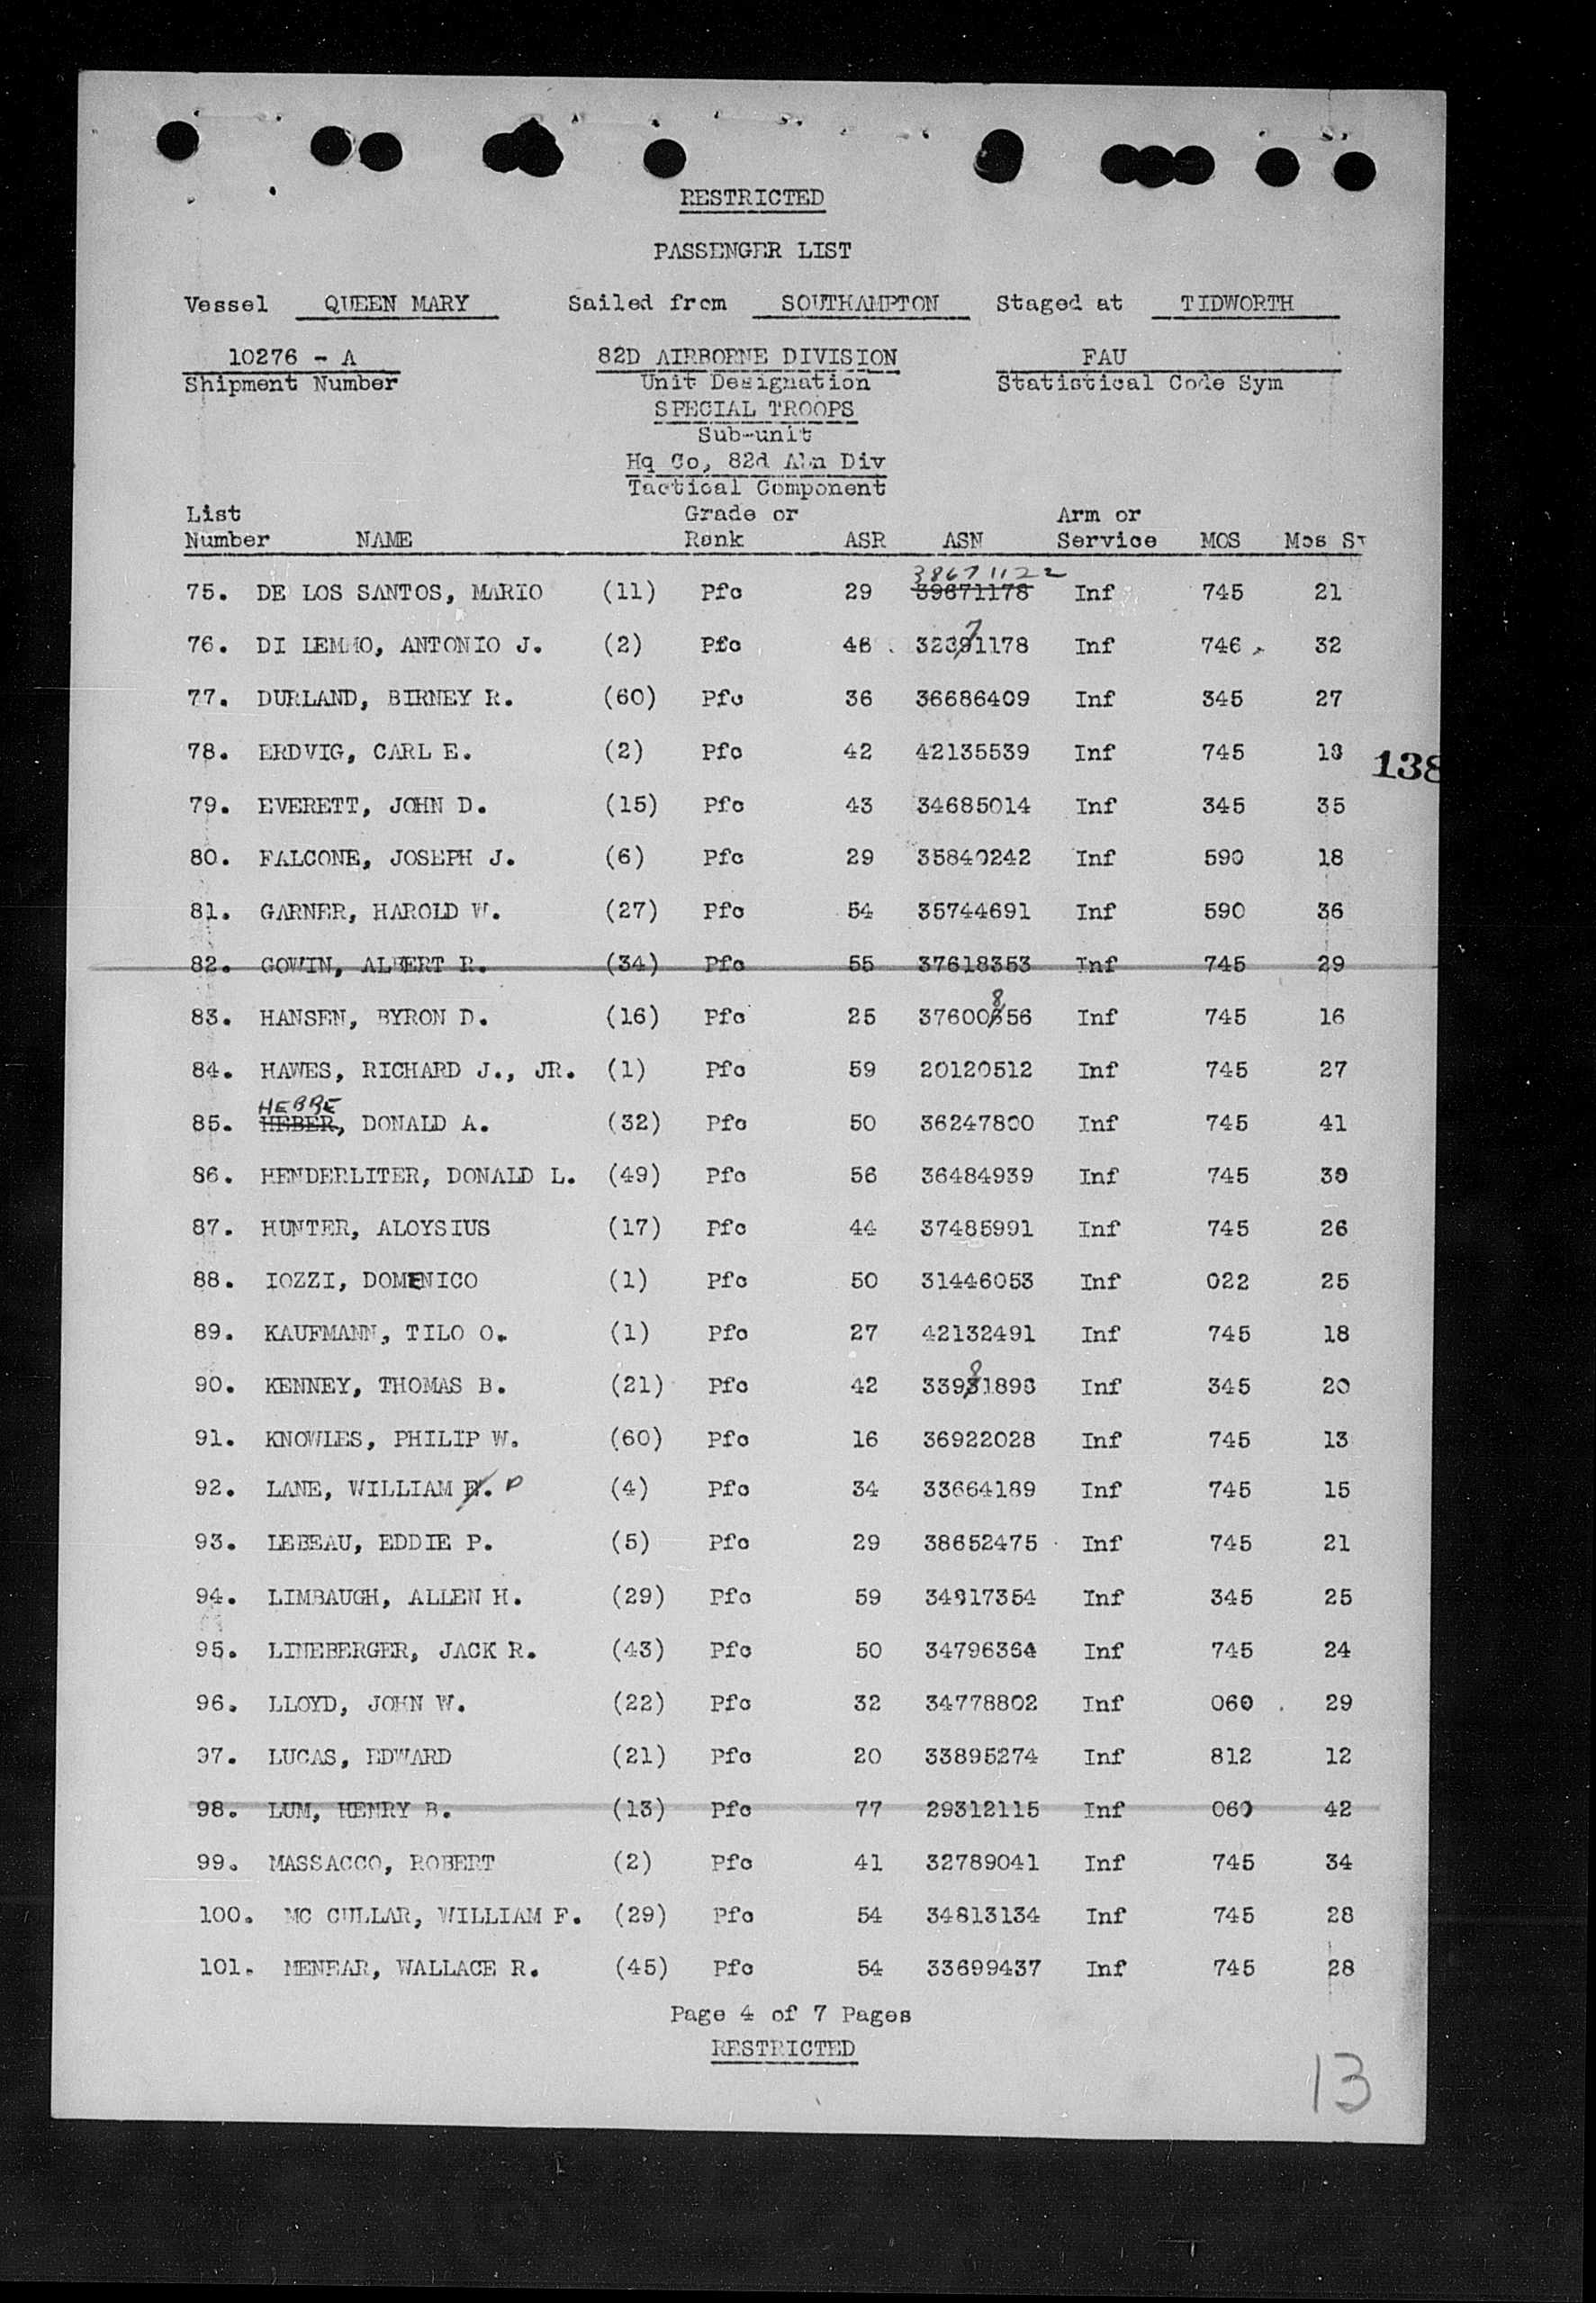 RESTRICTED
PASSENGER LIST
Vessel QUEEN MARY Sailed from SOUTHAMPTON Staged at TIDWORTH
10276 - A 82D AIRBORNE DIVISION FAU
Shipment Number Unit Designation Statistical Code Sym
SPECIAL TROOPS
Sub-unit
Hq Co, 82d Abn Div
Tactical Component
List Grade or Arm or
Number NAME Rank ASR ASN Service MOS Mos
38671122
75. DE LOS SANTOS, MARIO (11) Pfc 29 39671178 Inf 745 21
7
76. DI LEMMO, ANTONIO J. (2) Pfc 46 32391178 Inf 746 32
77. DURLAND, BIRNEY R. (60) Pfc 36 36686409 Inf 345 27
78. ERDVIG, CARL E. (2) Pfc 42 42135539 Inf 745 18
138
79. EVERETT, JOHN D. (15) Pfc 43 34685014 Inf 345 35
80. FALCONE, JOSEPH J. (6) Pfc 29 35840242 Inf 590 18
81. GARNER, HAROLD W. (27) Pfc 54 35744691 Inf 590 36
82. GOWIN, ALBERT R. (34) Pfc 55 37618353 Inf 745 29
8
83. HANSEN, BYRON D. (16) Pfc 25 37600656 Inf 745 16
84. HAWES, RICHARD J., JR. (1) Pfc 59 20120512 Inf 745 27
HEBRE
85. HEBER, DONALD A. (32) Pfc 50 36247800 Inf 745 41
86. HENDERLITER, DONALD L. (49) Pfc 56 36484939 Inf 745 30
87. HUNTER, ALOYSIUS (17) Pfc 44 37485991 Inf 745 26
88. IOZZI, DOMENICO (1) Pfc 50 31446053 Inf 022 25
89. KAUFMANN, TILO O. (1) Pfc 27 42132491 Inf 745 18
8
90. KENNEY, THOMAS B. (21) Pfc 42 33931898 Inf 345 20
91. KNOWLES, PHILIP W. (60) Pfc 16 36922028 Inf 745 13
92. LANE, WILLIAM P (4) Pfc 34 33664189 Inf 745 15
93. LEBEAU, EDDIE P. (5) Pfc 29 38652475 Inf 745 21
94. LIMBAUGH, ALLEN H. (29) Pfc 59 34817354 Inf 345 25
95. LINEBERGER, JACK R. (43) Pfc 50 34796364 Inf 745 24
96. LLOYD, JOHN W. (22) Pfc 32 34778802 Inf 060 29
97. LUCAS, EDWARD (21) Pfc 20 33895274 Inf 812 12
98. LUM, HENRY B. (13) Pfc 77 29312115 Inf 060 42
99. MASSACCO, ROBERT (2) Pfc 41 32789041 Inf 745 34
100. MC CULLAR, WILLIAM F. (29) Pfc 54 34813134 Inf 745 28
101. MENEAR, WALLACE R. (45) Pfc 54 33699437 Inf 745 28
Page 4 of 7 Pages
RESTRICTED
13